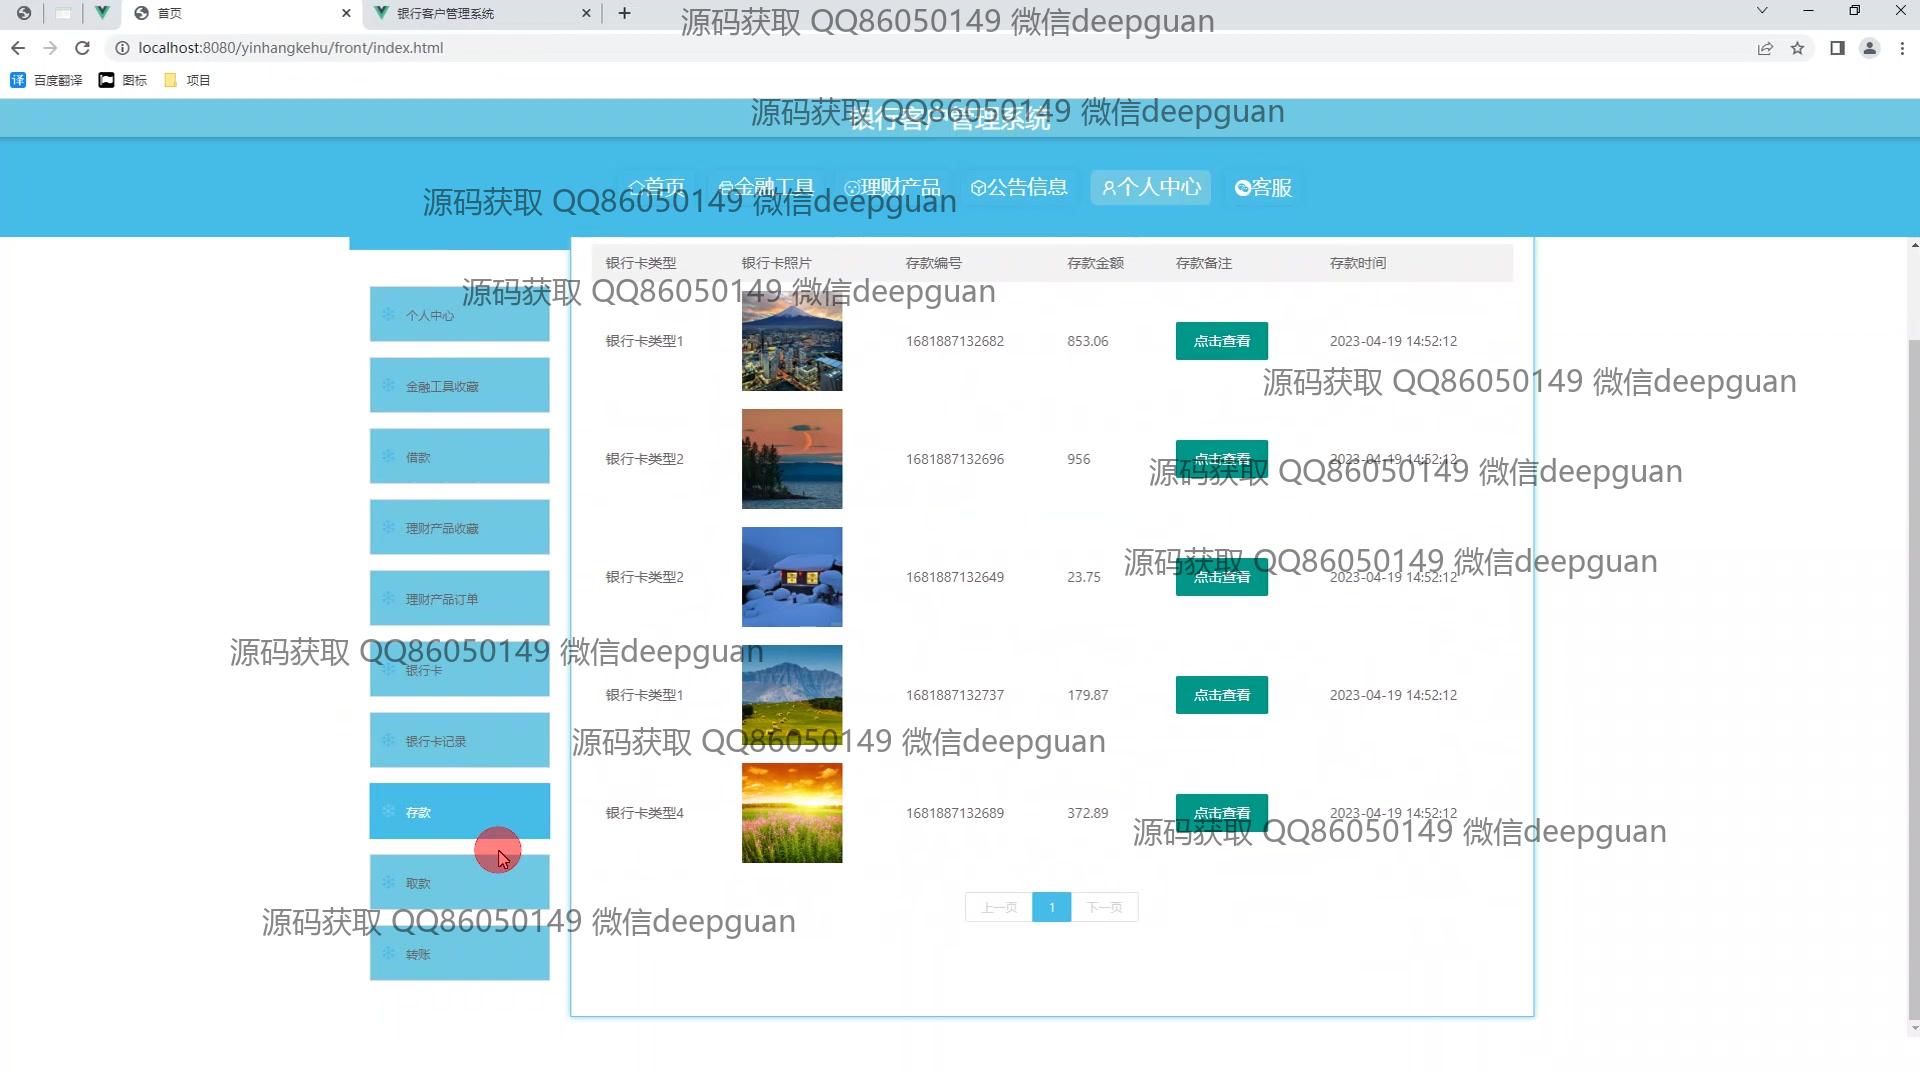 首页
银行客户管理系统
源码获取 QQ86050149 微信deepguan
localhost:8080/yinhangkehu/front/index.html
百度翻译 图标 项目
源码获取 QQ86050149 微信deepguan
银行客户管理系统
首页 金融工具 理财产品 公告信息 个人中心 客服
源码获取 QQ86050149 微信deepguan
银行卡类型 银行卡照片 存款编号 存款金额 存款备注 存款时间
源码获取 QQ86050149 微信deepguan
个人中心
银行卡类型1 1681887132682 853.06 点击查看 2023-04-19 14:52:12
金融工具收藏
源码获取 QQ86050149 微信deepguan
借款
银行卡类型2 1681887132696 956 点击查看 2023-04-19 14:52:12
源码获取 QQ86050149 微信deepguan
理财产品收藏
源码获取 QQ86050149 微信deepguan
银行卡类型2 1681887132649 23.75 点击查看 2023-04-19 14:52:12
理财产品订单
源码获取 QQ86050149 微信deepguan
银行卡
银行卡类型1 1681887132737 179.87 点击查看 2023-04-19 14:52:12
银行卡记录
源码获取 QQ86050149 微信deepguan
存款
银行卡类型4 1681887132689 372.89 点击查看 2023-04-19 14:52:12
源码获取 QQ86050149 微信deepguan
取款
上一页 1 下一页
源码获取 QQ86050149 微信deepguan
转账